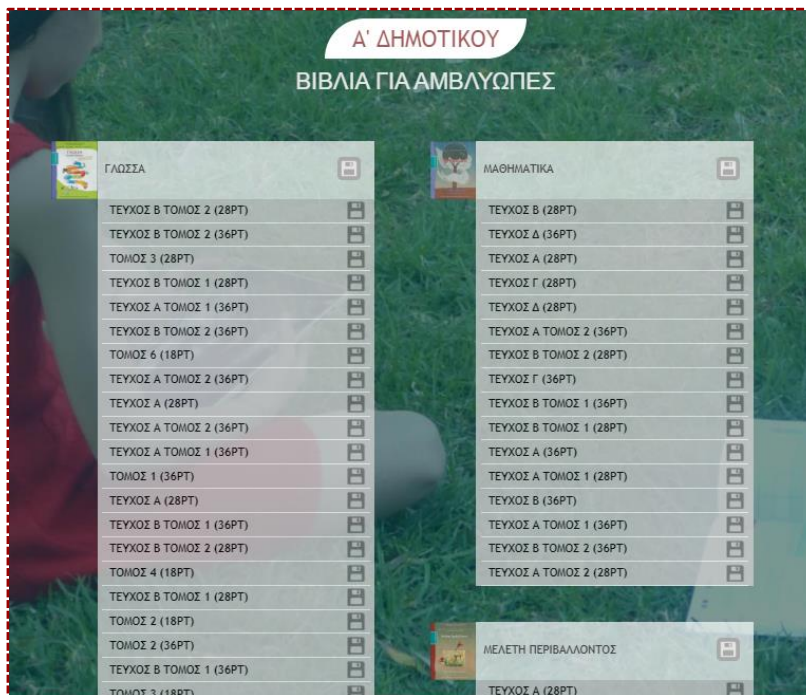 Α' ΔΗΜΟΤΙΚΟΥ
ΒΙΒΛΙΑ ΓΙΑ ΑΜΒΛΥΩΠΕΣ
ΓΛΩΣΣΑ
ΤΕΥΧΟΣ Β ΤΟΜΟΣ 2 (28PT)
ΤΕΥΧΟΣ Β ΤΟΜΟΣ 2 (36PT)
ΤΟΜΟΣ 3 (28PT)
ΤΕΥΧΟΣ Β ΤΟΜΟΣ 1 (28PT)
ΤΕΥΧΟΣ Α ΤΟΜΟΣ 1 (36PT)
ΤΕΥΧΟΣ Β ΤΟΜΟΣ 2 (36PT)
ΤΟΜΟΣ 6 (18PT)
ΤΕΥΧΟΣ Α ΤΟΜΟΣ 2 (36PT)
ΤΕΥΧΟΣ Α (28PT)
ΤΕΥΧΟΣ Α ΤΟΜΟΣ 2 (36PT)
ΤΕΥΧΟΣ Α ΤΟΜΟΣ 1 (36PT)
ΤΟΜΟΣ 1 (36PT)
ΤΕΥΧΟΣ Α (28PT)
ΤΕΥΧΟΣ Β ΤΟΜΟΣ 1 (36PT)
ΤΕΥΧΟΣ Β ΤΟΜΟΣ 2 (28PT)
ΤΟΜΟΣ 4 (18PT)
ΤΕΥΧΟΣ Β ΤΟΜΟΣ 1 (28PT)
ΤΟΜΟΣ 2 (18PT)
ΤΟΜΟΣ 2 (36PT)
ΤΕΥΧΟΣ Β ΤΟΜΟΣ 1 (36PT)
ΤΟΜΟΣ 3 (18PT)
ΜΑΘΗΜΑΤΙΚΑ
ΤΕΥΧΟΣ Β (28PT)
ΤΕΥΧΟΣ Δ (36PT)
ΤΕΥΧΟΣ Α (28PT)
ΤΕΥΧΟΣ Γ (28PT)
ΤΕΥΧΟΣ Δ (28PT)
ΤΕΥΧΟΣ Α ΤΟΜΟΣ 2 (36PT)
ΤΕΥΧΟΣ Β ΤΟΜΟΣ 2 (28PT)
ΤΕΥΧΟΣ Γ (36PT)
ΤΕΥΧΟΣ Β ΤΟΜΟΣ 1 (36PT)
ΤΕΥΧΟΣ Β ΤΟΜΟΣ 1 (28PT)
ΤΕΥΧΟΣ Α (36PT)
ΤΕΥΧΟΣ Α ΤΟΜΟΣ 1 (28PT)
ΤΕΥΧΟΣ Β (36PT)
ΤΕΥΧΟΣ Α ΤΟΜΟΣ 1 (36PT)
ΤΕΥΧΟΣ Β ΤΟΜΟΣ 2 (36PT)
ΤΕΥΧΟΣ Α ΤΟΜΟΣ 2 (28PT)
ΜΕΛΕΤΗ ΠΕΡΙΒΑΛΛΟΝΤΟΣ
ΤΕΥΧΟΣ Α (28PT)